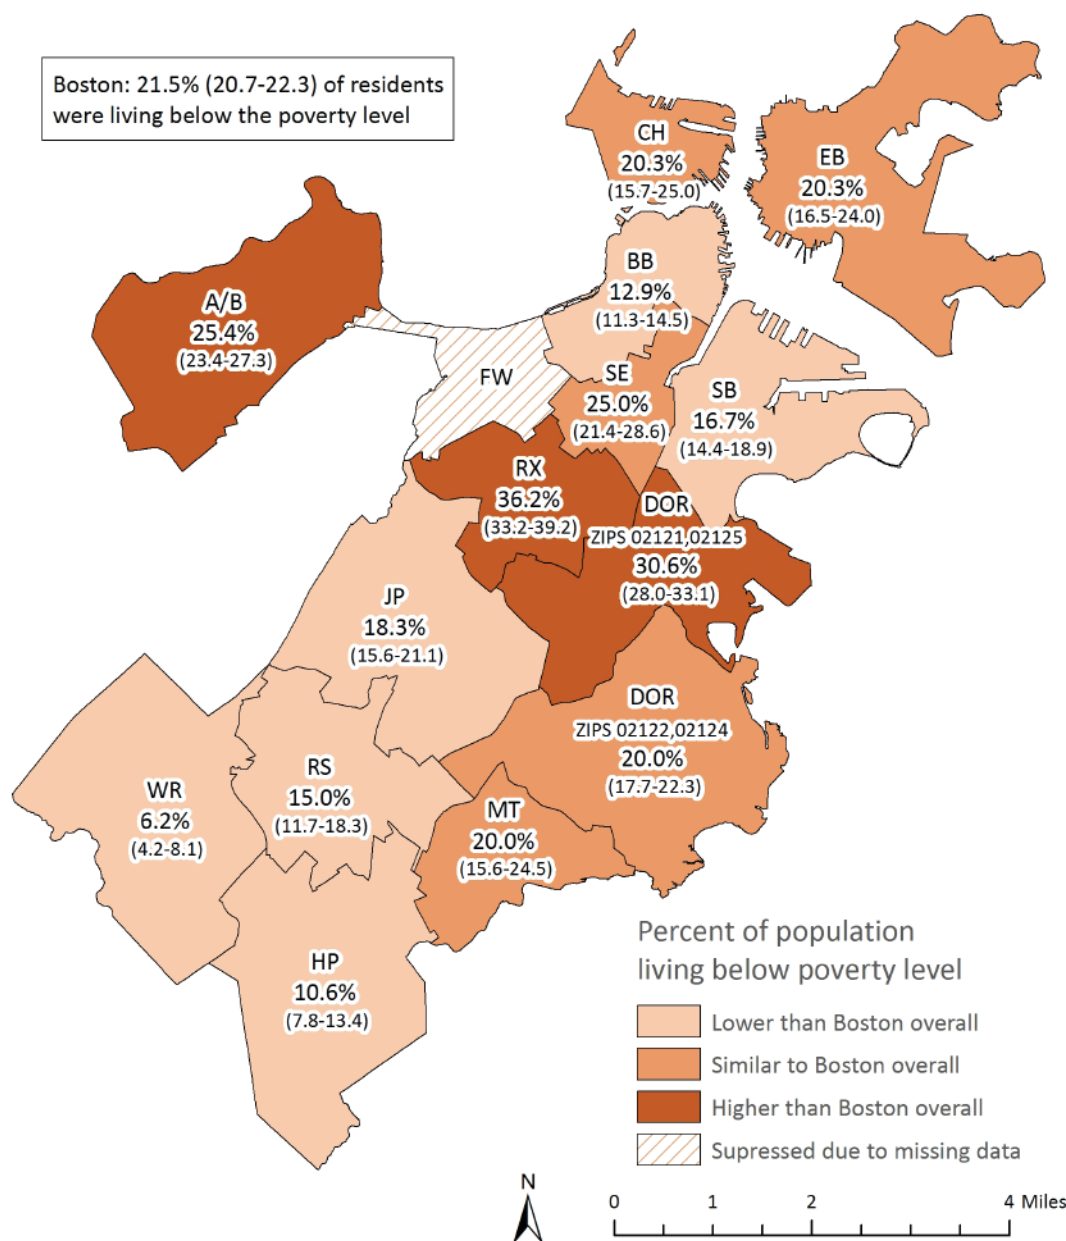 Boston: 21.5% (20.7-22.3) of residents
were living below the poverty level
CH
20.3%
(15.7-25.0)
EB
20.3%
(16.5-24.0)
BB
12.9%
(11.3-14.5)
A/B
25.4%
(23.4-27.3)
FW
SE
25.0%
(21.4-28.6)
SB
16.7%
(14.4-18.9)
RX
36.2%
(33.2-39.2)
DOR
ZIPS 02121,02125
30.6%
(28.0-33.1)
JP
18.3%
(15.6-21.1)
DOR
ZIPS 02122,02124
20.0%
(17.7-22.3)
WR
6.2%
(4.2-8.1)
RS
15.0%
(11.7-18.3)
MT
20.0%
(15.6-24.5)
HP
10.6%
(7.8-13.4)
Percent of population
living below poverty level
Lower than Boston overall
Similar to Boston overall
Higher than Boston overall
Supressed due to missing data
N
0 1 2 4 Miles